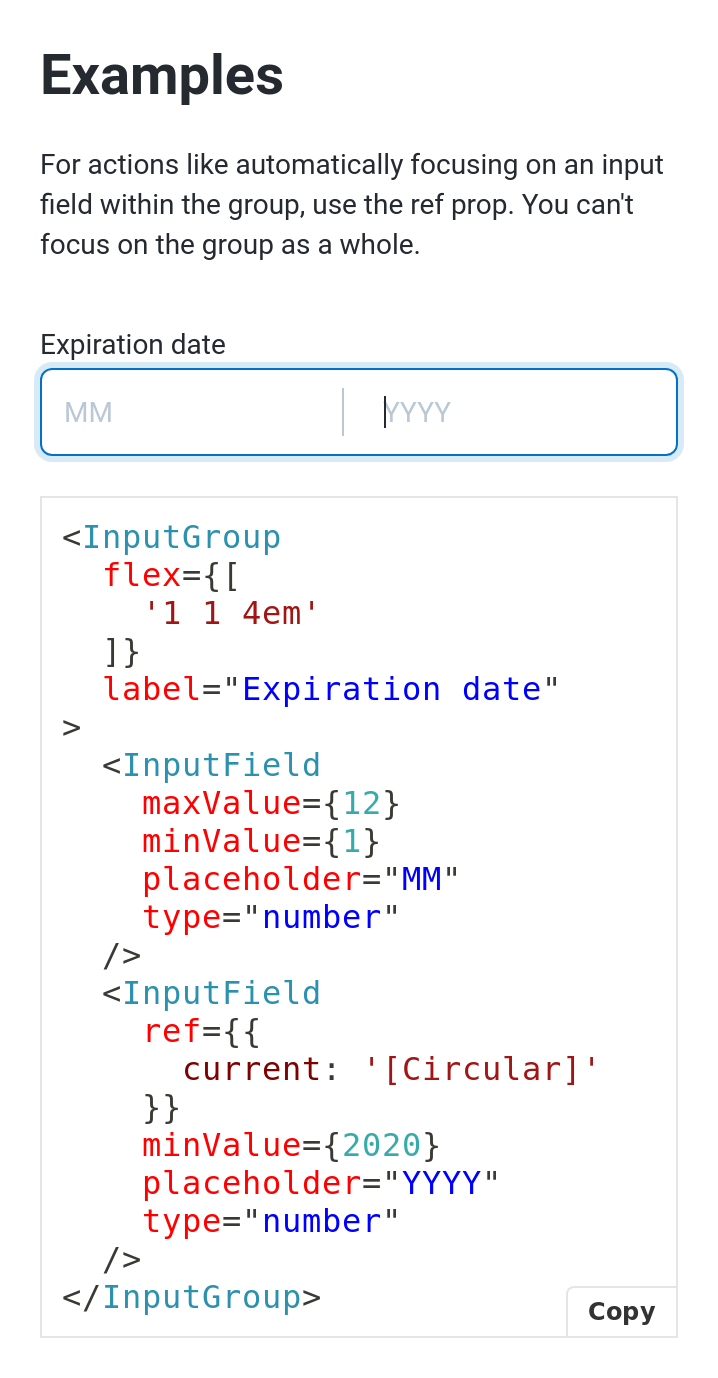 Examples
For actions like automatically focusing on an input
field within the group, use the ref prop. You can't
focus on the group as a whole.
Expiration date
MM YYYY
<InputGroup
  flex={[
    '1 1 4em'
  ]}
  label="Expiration date"
>
  <InputField
    maxValue={12}
    minValue={1}
    placeholder="MM"
    type="number"
  />
  <InputField
    ref={{
      current: '[Circular]'
    }}
    minValue={2020}
    placeholder="YYYY"
    type="number"
  />
</InputGroup>
Copy